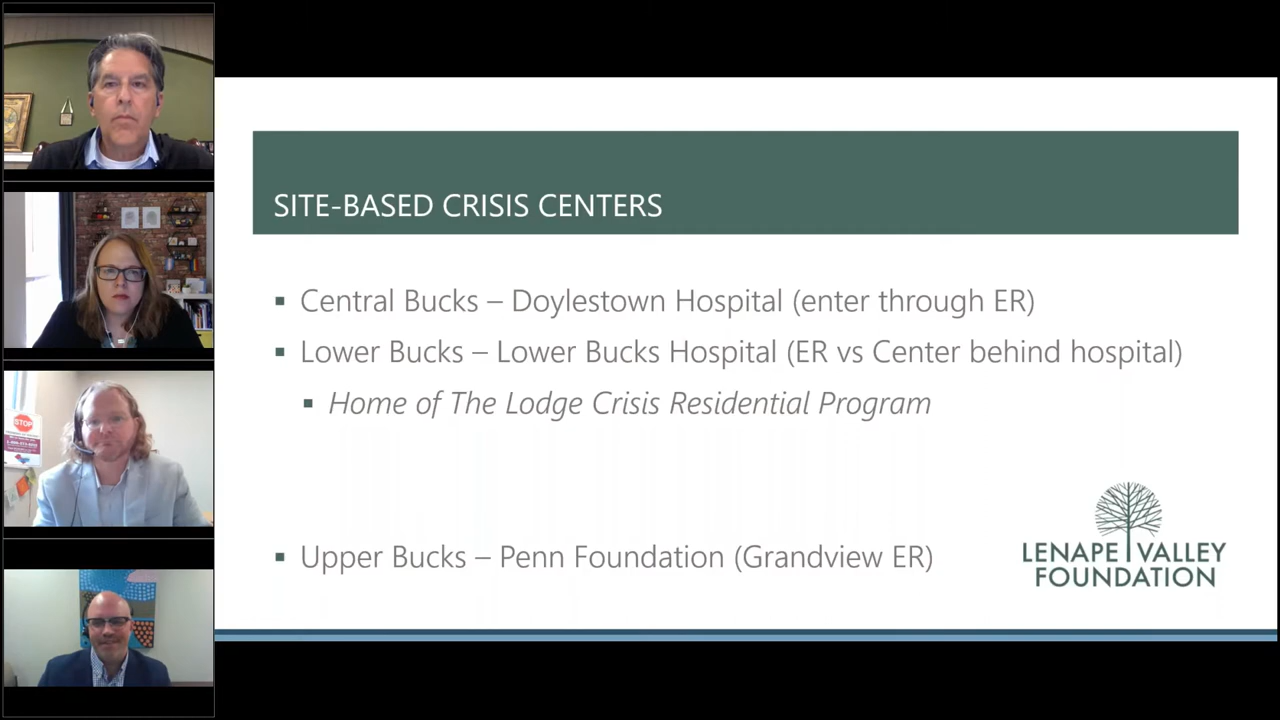 SITE-BASED CRISIS CENTERS
▪ Central Bucks – Doylestown Hospital (enter through ER)
▪ Lower Bucks – Lower Bucks Hospital (ER vs Center behind hospital)
▪ Home of The Lodge Crisis Residential Program
▪ Upper Bucks – Penn Foundation (Grandview ER)
LENAPE VALLEY
FOUNDATION
STOP